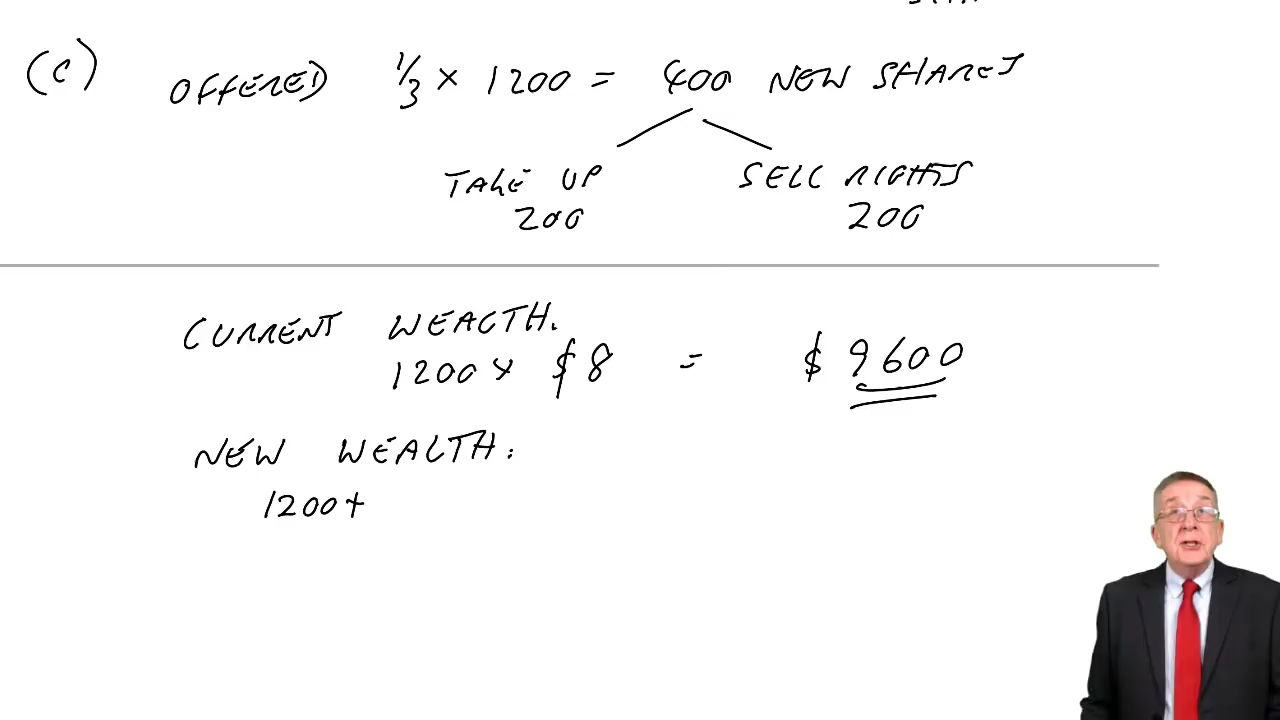 (c) OFFERED 1/3 × 1200 = 400 NEW SHARES
TAKE UP SELL RIGHTS
200 200
CURRENT WEALTH.
1200 × $8 = $ 9600
NEW WEALTH:
1200+